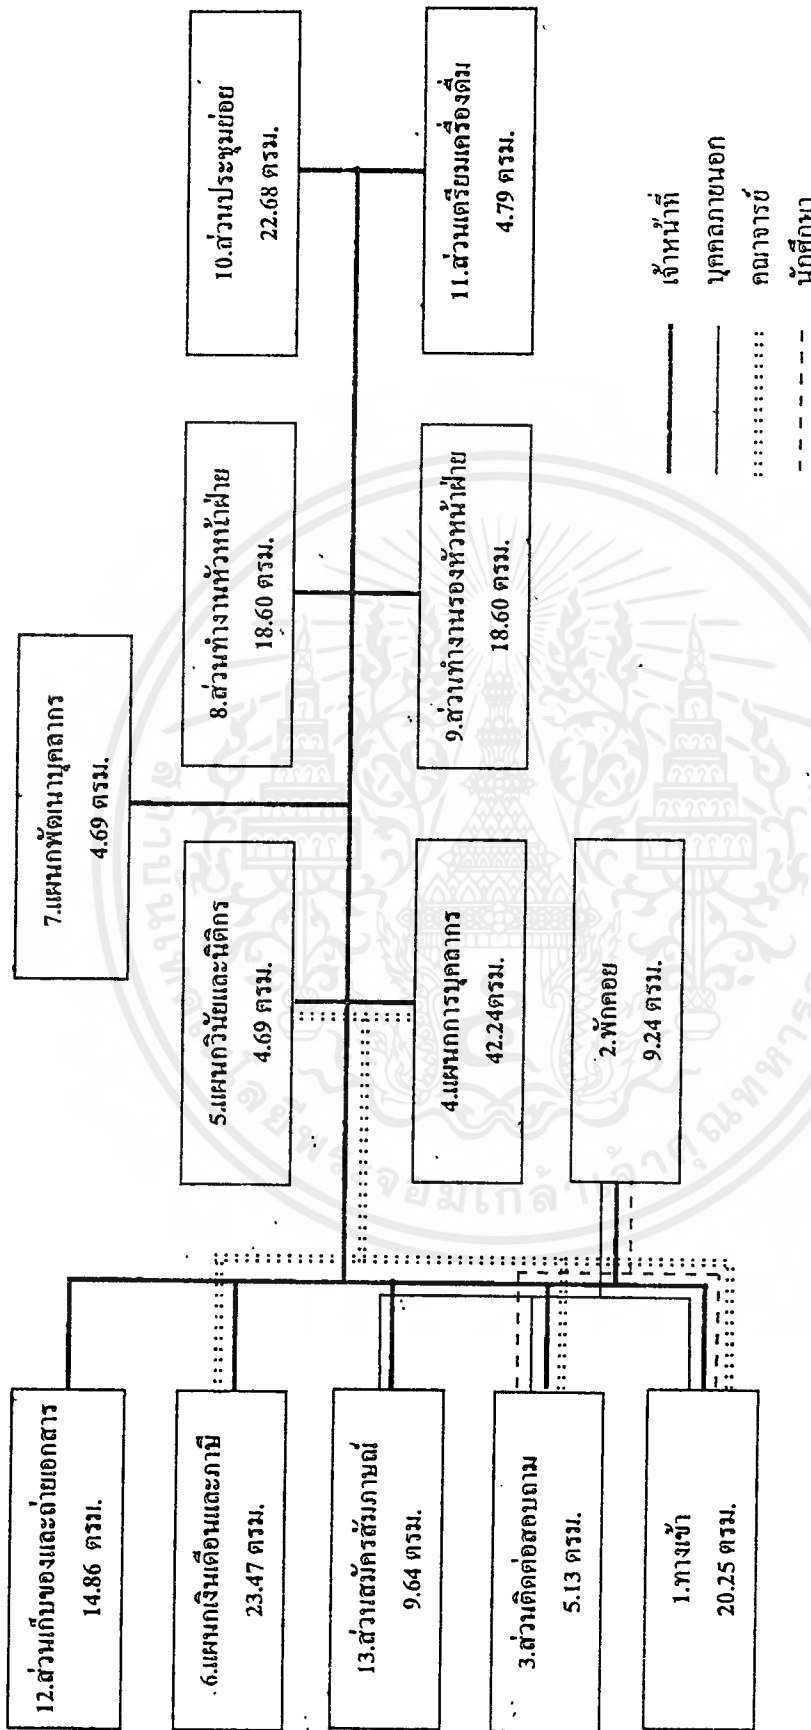 12.ส่วนเก็บของและถ่ายเอกสาร
14.86 ตรม.
6.แผนกเงินเดือนและภาษี
23.47 ตรม.
13.ส่วนสมัครสัมภาษณ์
9.64 ตรม.
3.ส่วนติดต่อสอบถาม
5.13 ตรม.
1.ทางเข้า
20.25 ตรม.
7.แผนกพัฒนาบุคลากร
4.69 ตรม.
5.แผนกวินัยและนิติกร
4.69 ตรม.
4.แผนกการบุคลากร
42.24ตรม.
2.พักคอย
9.24 ตรม.
8.ส่วนทำงานหัวหน้าฝ่าย
18.60 ตรม.
9.ส่วนทำงานรองหัวหน้าฝ่าย
18.60 ตรม.
10.ส่วนประชุมย่อย
22.68 ตรม.
11.ส่วนเตรียมเครื่องดื่ม
4.79 ตรม.
เจ้าหน้าที่
บุคคลภายนอก
คณาจารย์
นักศึกษา